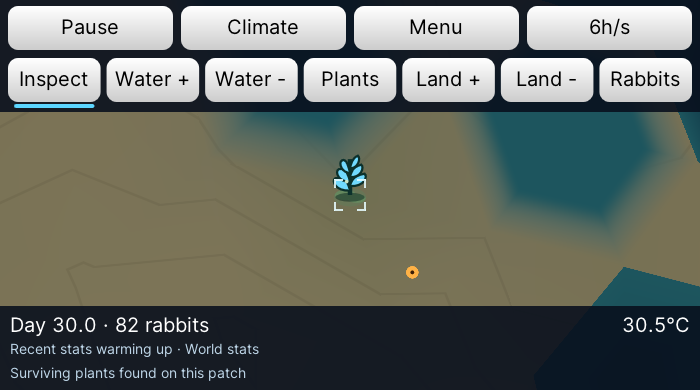 Pause Climate Menu 6h/s
Inspect Water + Water - Plants Land + Land - Rabbits
Day 30.0 · 82 rabbits 30.5°C
Recent stats warming up · World stats
Surviving plants found on this patch